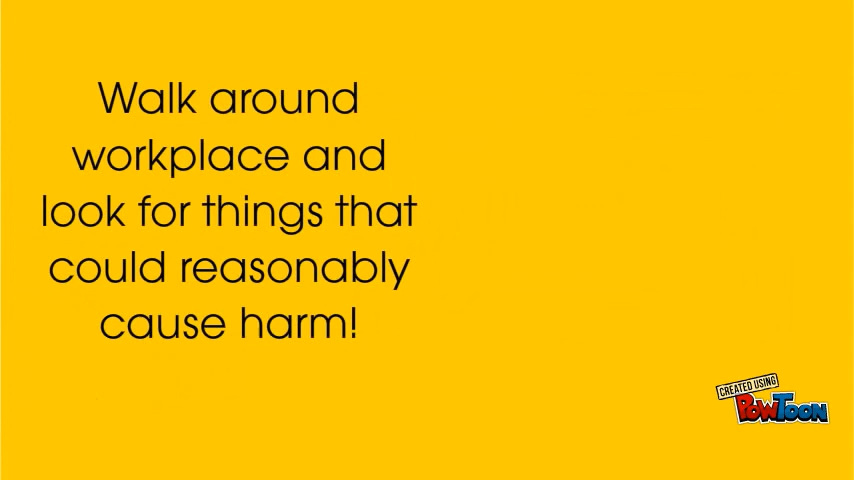 Walk around
workplace and
look for things that
could reasonably
cause harm!
CREATED USING
PowToon